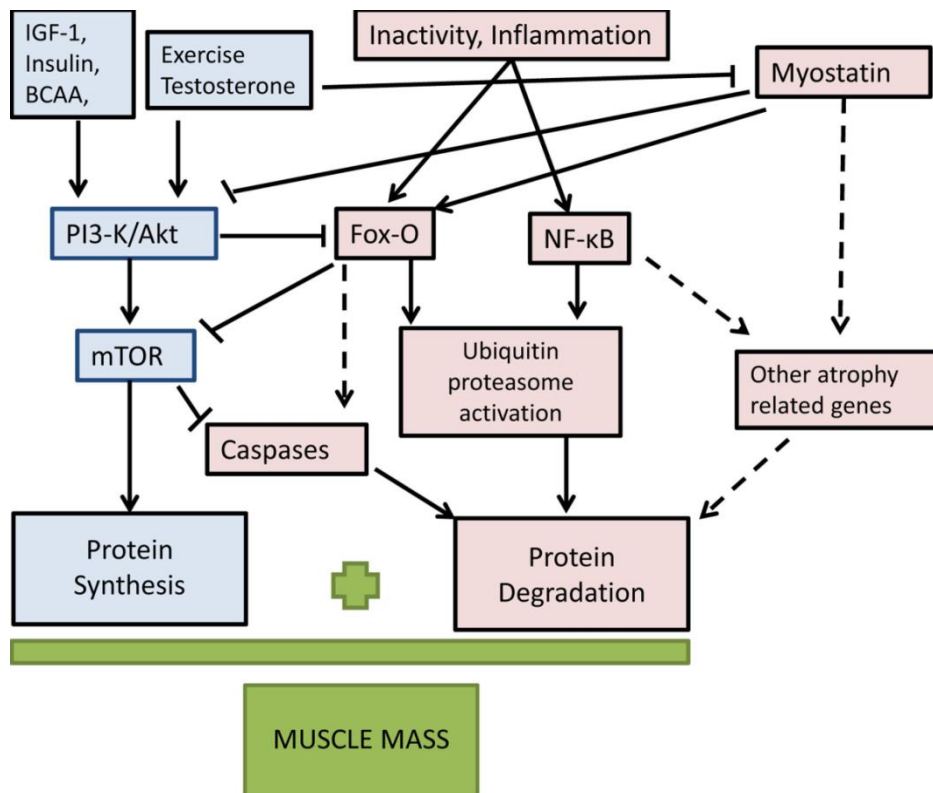 IGF-1,
Insulin,
BCAA,
Exercise
Testosterone
Inactivity, Inflammation
Myostatin
PI3-K/Akt
Fox-O
NF-κB
mTOR
Ubiquitin
proteasome
activation
Other atrophy
related genes
Caspases
Protein
Synthesis
Protein
Degradation
MUSCLE MASS